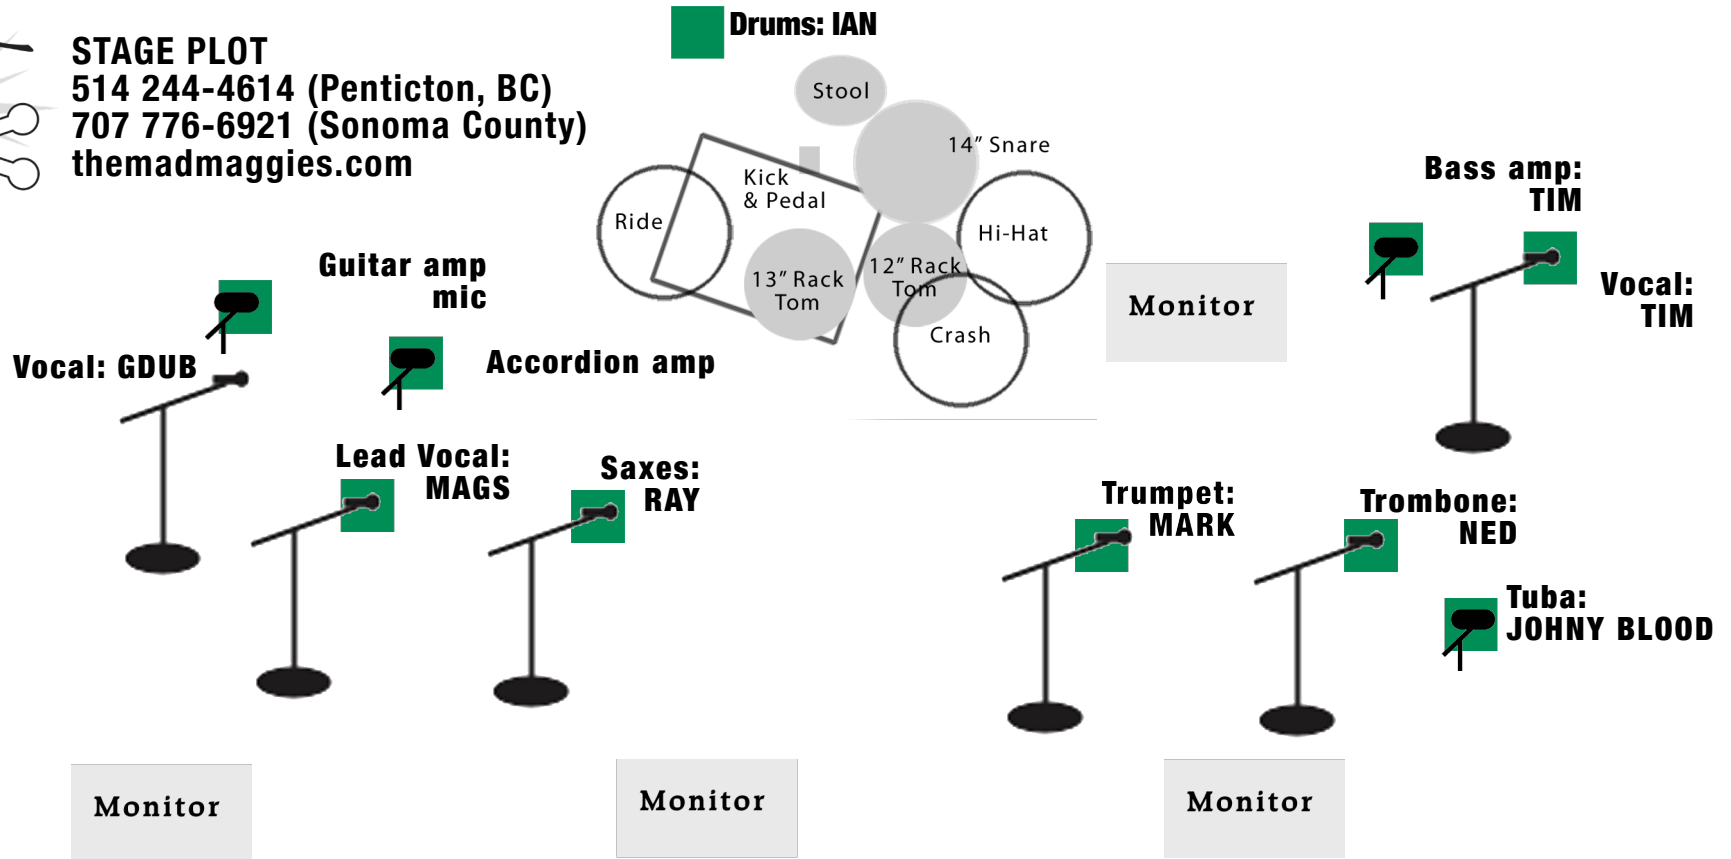 STAGE PLOT
514 244-4614 (Penticton, BC)
707 776-6921 (Sonoma County)
themadmaggies.com
Drums: IAN
Stool
14” Snare
Kick
& Pedal
Ride
Hi-Hat
13” Rack
Tom
12” Rack
Tom
Crash
Monitor
Bass amp:
TIM
Vocal:
TIM
Guitar amp
mic
Vocal: GDUB
Accordion amp
Lead Vocal:
MAGS
Saxes:
RAY
Trumpet:
MARK
Trombone:
NED
Tuba:
JOHNY BLOOD
Monitor
Monitor
Monitor